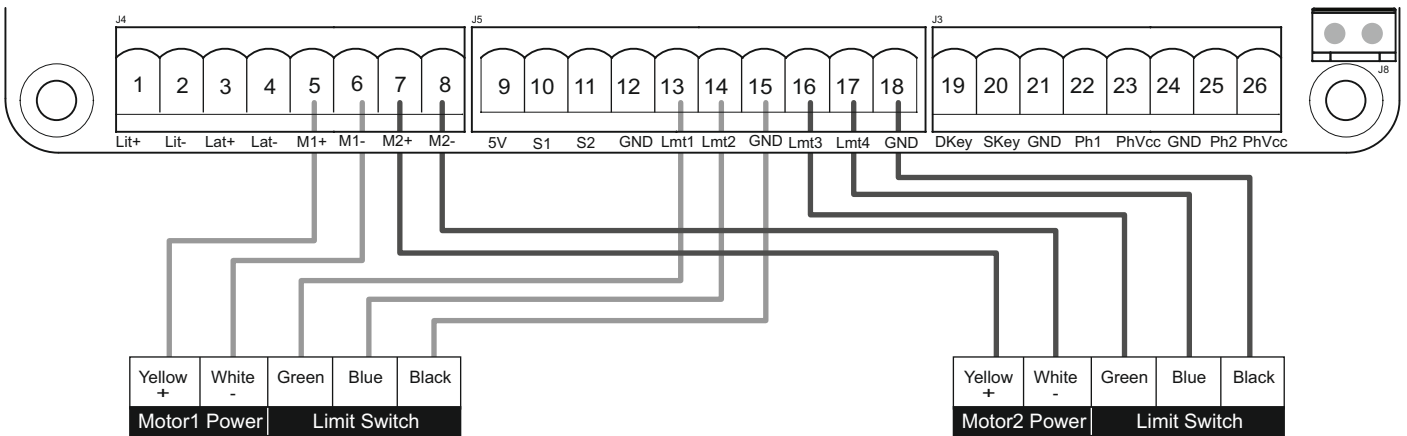 J4 J5 J3
1 2 3 4 5 6 7 8 9 10 11 12 13 14 15 16 17 18 19 20 21 22 23 24 25 26
J8
Lit+ Lit- Lat+ Lat- M1+ M1- M2+ M2- 5V S1 S2 GND Lmt1 Lmt2 GND Lmt3 Lmt4 GND DKey SKey GND Ph1 PhVcc GND Ph2 PhVcc
Yellow White Green Blue Black Yellow White Green Blue Black
+ - + -
Motor1 Power Limit Switch Motor2 Power Limit Switch